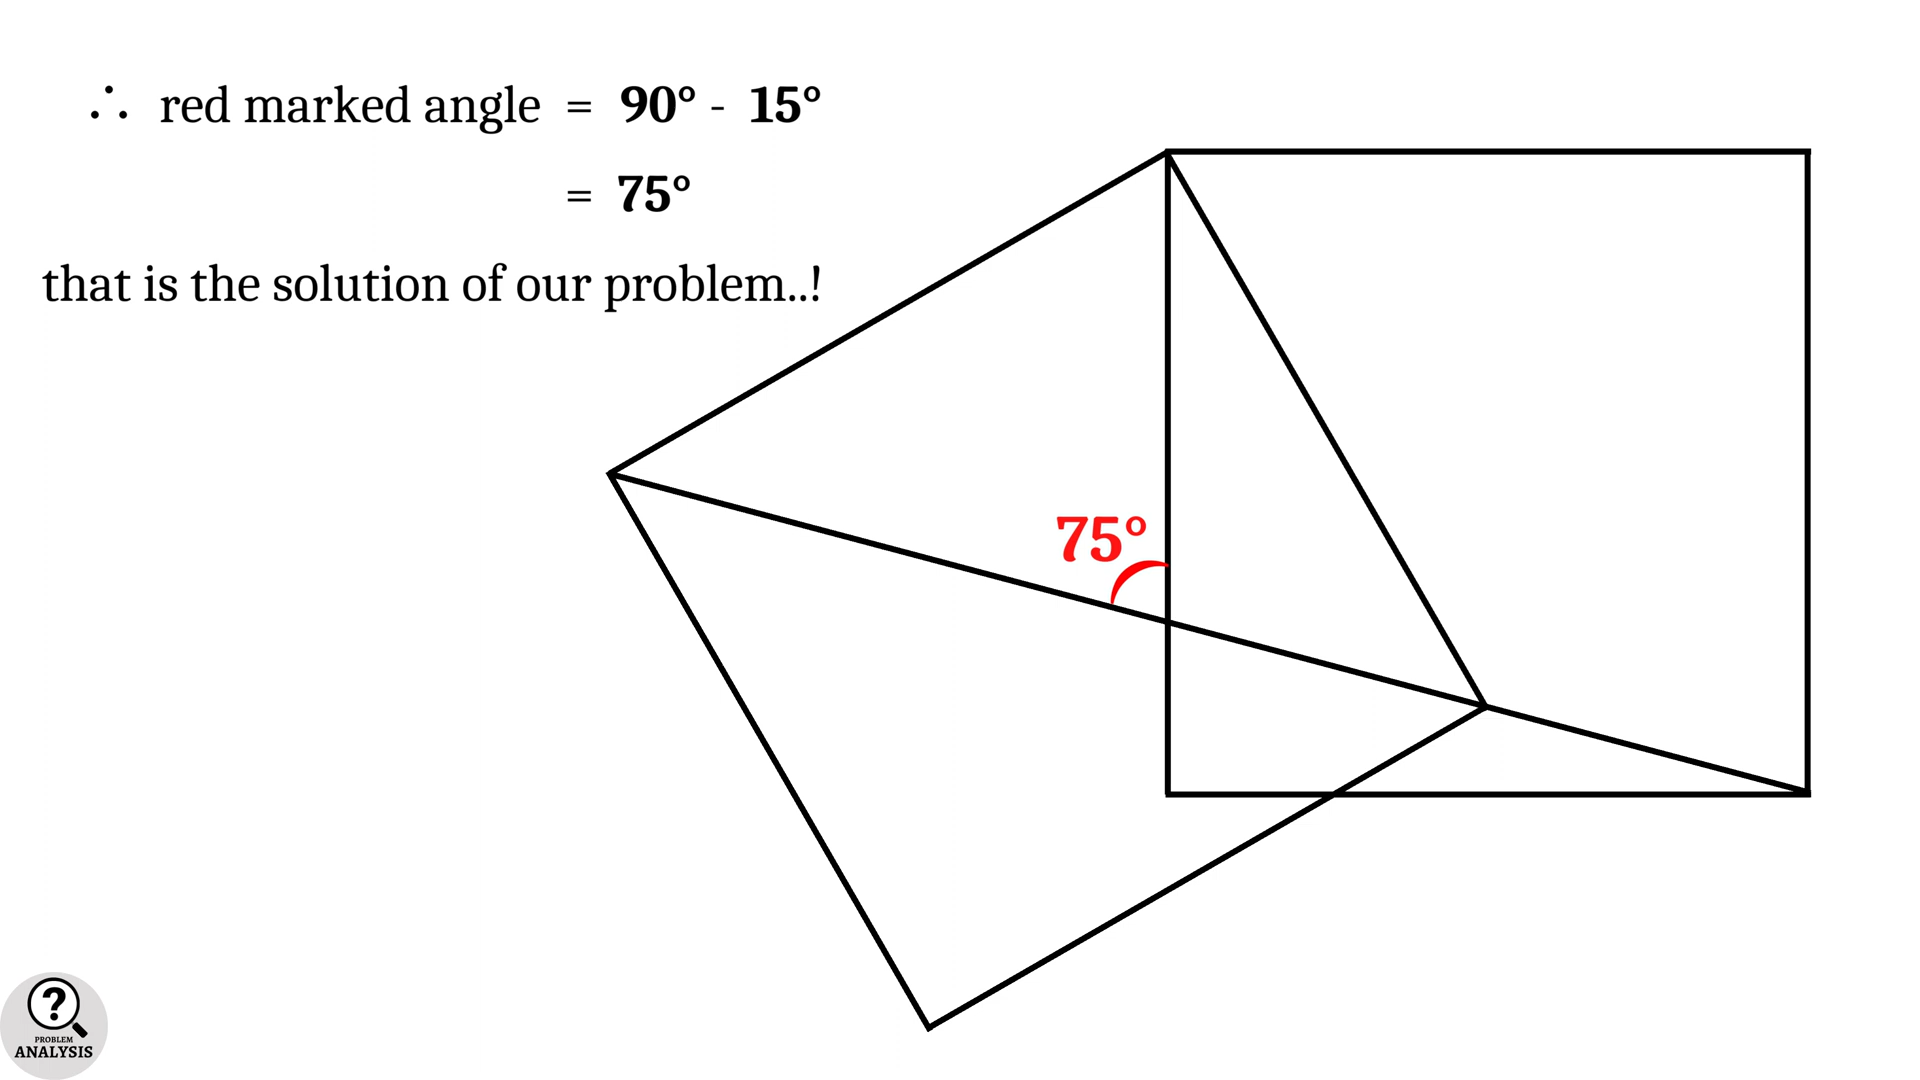 ∴ red marked angle = 90° - 15°
= 75°
that is the solution of our problem..!
75°
?
PROBLEM
ANALYSIS